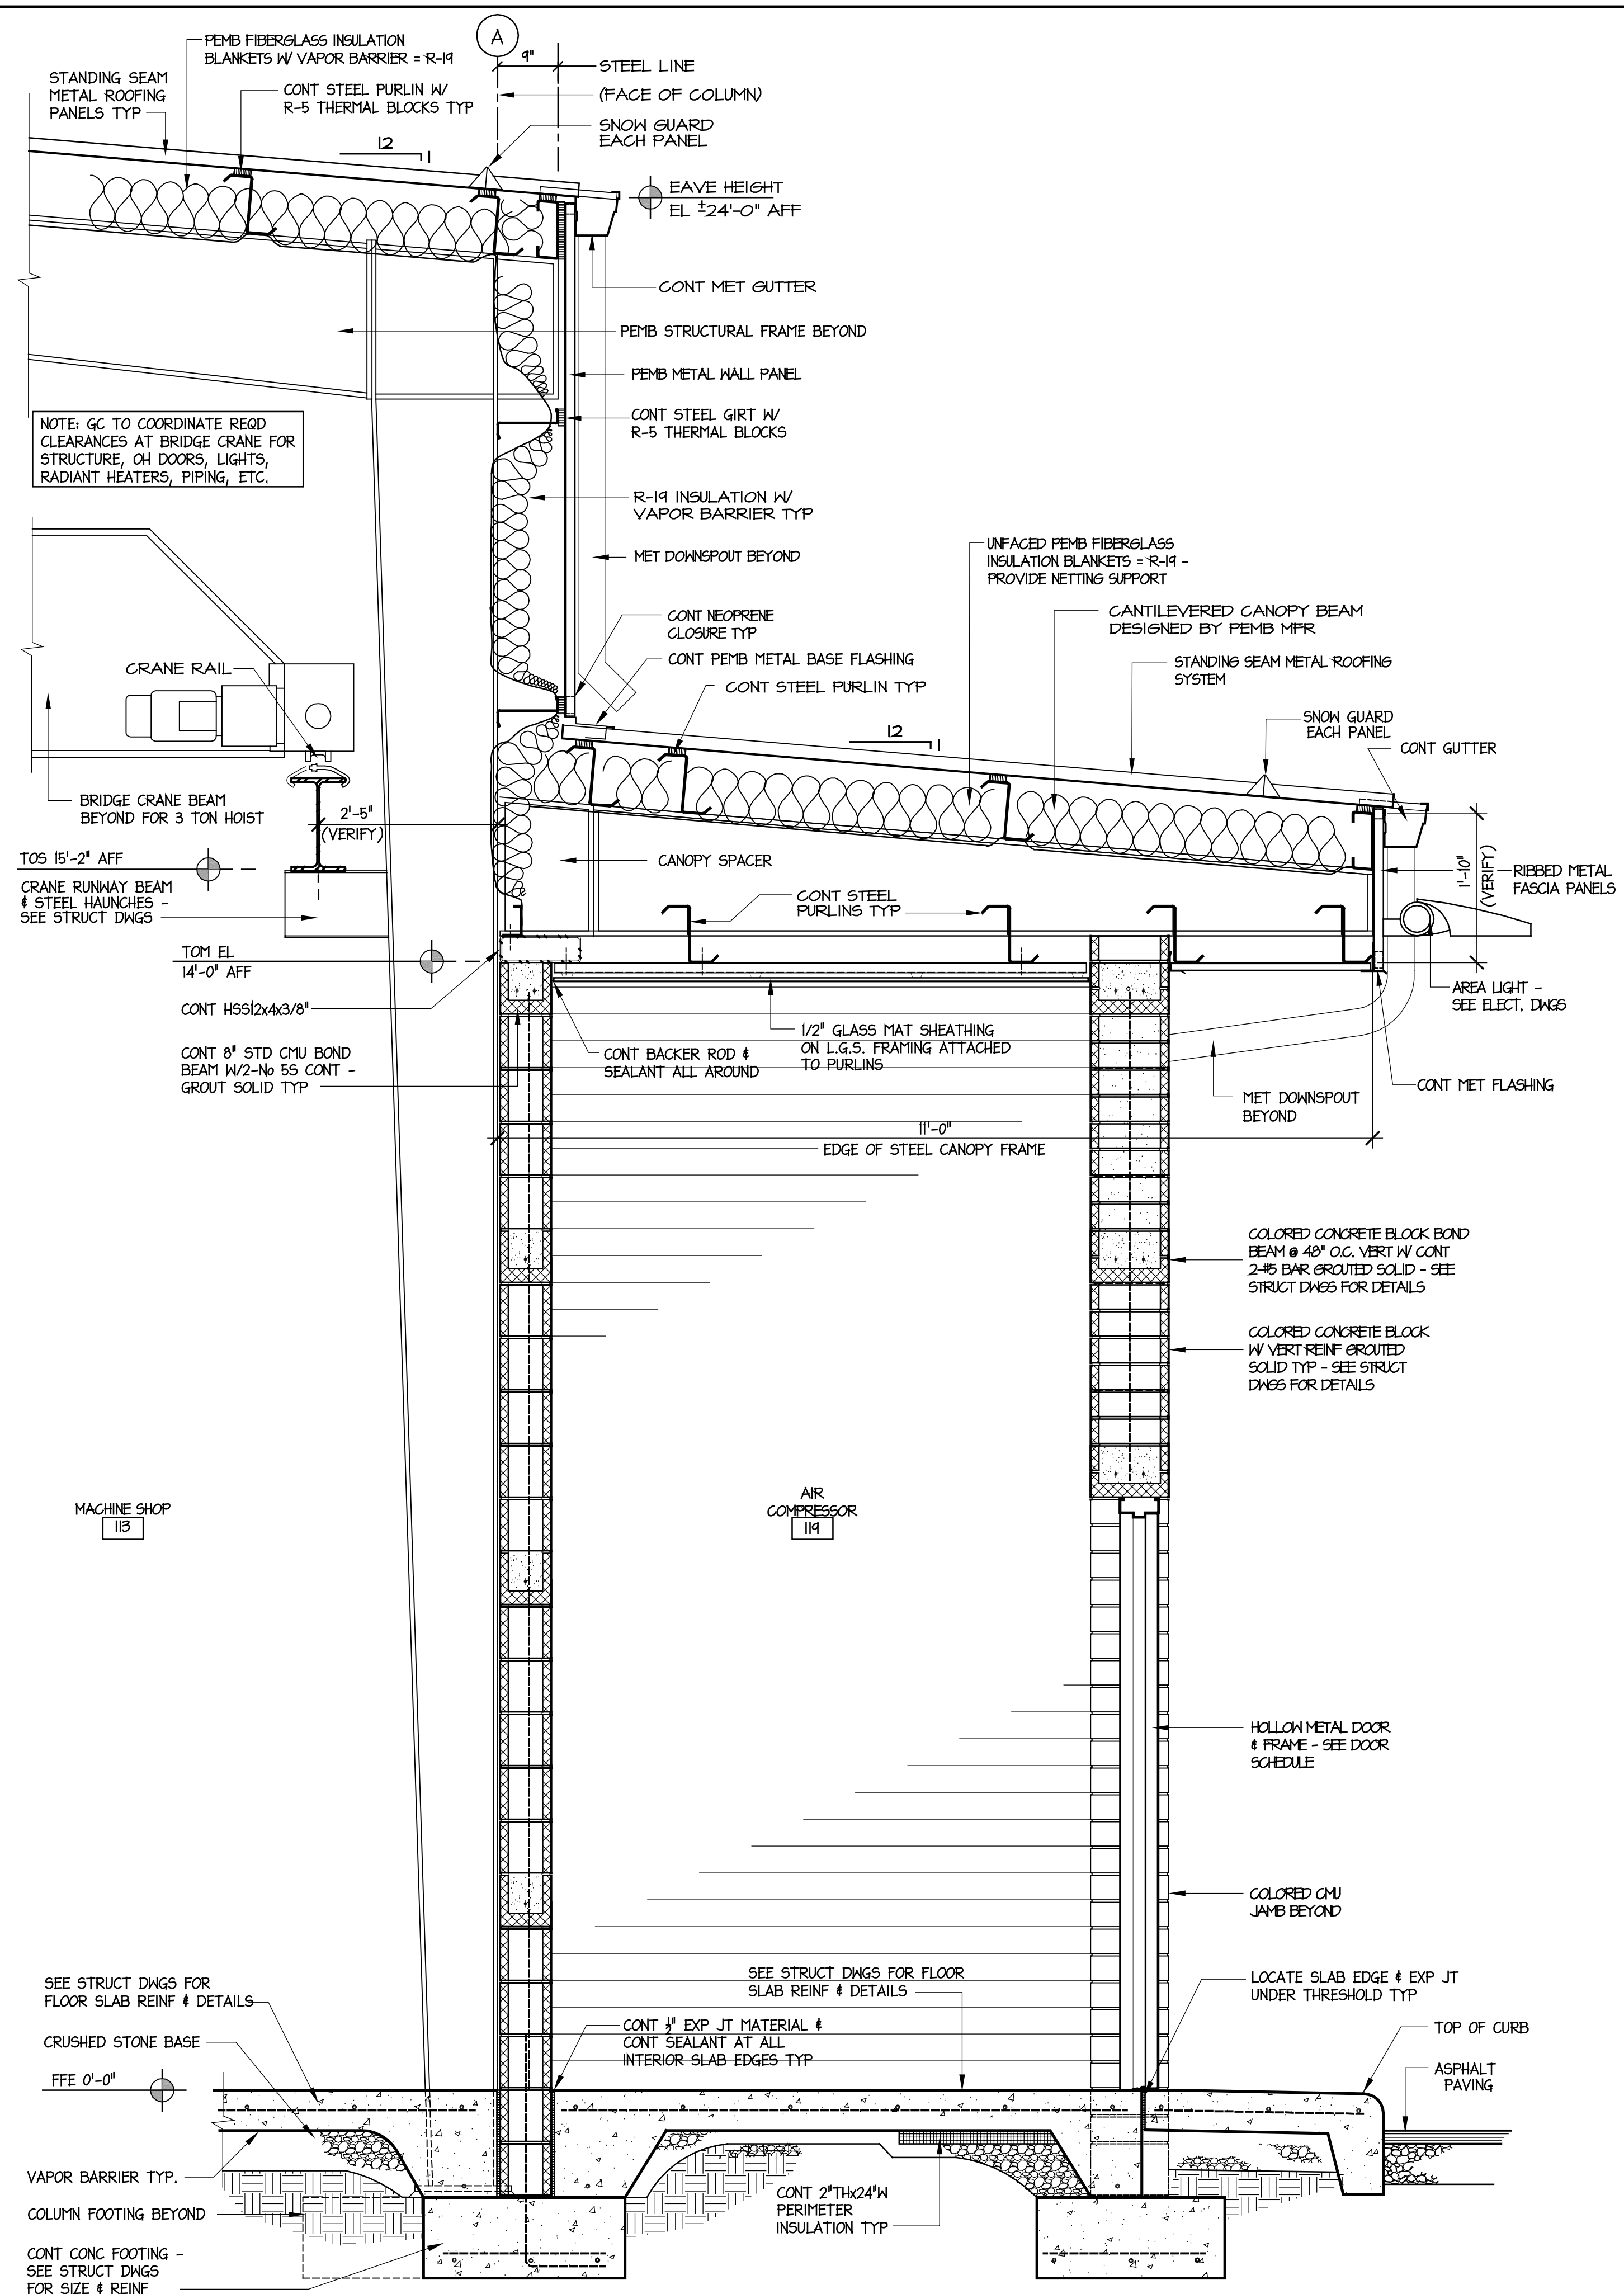 A
9"
PEMB FIBERGLASS INSULATION
BLANKETS W/ VAPOR BARRIER = R-19
STANDING SEAM
METAL ROOFING
PANELS TYP
CONT STEEL PURLIN W/
R-5 THERMAL BLOCKS TYP
STEEL LINE
(FACE OF COLUMN)
SNOW GUARD
EACH PANEL
12
1
EAVE HEIGHT
EL ±24'-0" AFF
CONT MET GUTTER
PEMB STRUCTURAL FRAME BEYOND
PEMB METAL WALL PANEL
CONT STEEL GIRT W/
R-5 THERMAL BLOCKS
NOTE: GC TO COORDINATE REQD
CLEARANCES AT BRIDGE CRANE FOR
STRUCTURE, OH DOORS, LIGHTS,
RADIANT HEATERS, PIPING, ETC.
R-19 INSULATION W/
VAPOR BARRIER TYP
MET DOWNSPOUT BEYOND
UNFACED PEMB FIBERGLASS
INSULATION BLANKETS = R-19 -
PROVIDE NETTING SUPPORT
CONT NEOPRENE
CLOSURE TYP
CANTILEVERED CANOPY BEAM
DESIGNED BY PEMB MFR
CONT PEMB METAL BASE FLASHING
STANDING SEAM METAL ROOFING
SYSTEM
CRANE RAIL
CONT STEEL PURLIN TYP
SNOW GUARD
EACH PANEL
12
1
CONT GUTTER
BRIDGE CRANE BEAM
BEYOND FOR 3 TON HOIST
2'-5"
(VERIFY)
TOS 15'-2" AFF
CANOPY SPACER
1'-10"
(VERIFY)
RIBBED METAL
FASCIA PANELS
CRANE RUNWAY BEAM
& STEEL HAUNCHES -
SEE STRUCT DWGS
CONT STEEL
PURLINS TYP
TOM EL
14'-0" AFF
AREA LIGHT -
SEE ELECT. DWGS
CONT HSS12x4x3/8"
1/2" GLASS MAT SHEATHING
ON L.G.S. FRAMING ATTACHED
TO PURLINS
CONT 8" STD CMU BOND
BEAM W/2-No 5S CONT -
GROUT SOLID TYP
CONT BACKER ROD &
SEALANT ALL AROUND
CONT MET FLASHING
MET DOWNSPOUT
BEYOND
11'-0"
EDGE OF STEEL CANOPY FRAME
COLORED CONCRETE BLOCK BOND
BEAM @ 48" O.C. VERT W/ CONT
2-#5 BAR GROUTED SOLID - SEE
STRUCT DWGS FOR DETAILS
COLORED CONCRETE BLOCK
W/ VERT REINF GROUTED
SOLID TYP - SEE STRUCT
DWGS FOR DETAILS
MACHINE SHOP
113
AIR
COMPRESSOR
119
HOLLOW METAL DOOR
& FRAME - SEE DOOR
SCHEDULE
COLORED CMU
JAMB BEYOND
SEE STRUCT DWGS FOR
FLOOR SLAB REINF & DETAILS
SEE STRUCT DWGS FOR FLOOR
SLAB REINF & DETAILS
LOCATE SLAB EDGE & EXP JT
UNDER THRESHOLD TYP
CRUSHED STONE BASE
CONT 1/2" EXP JT MATERIAL &
CONT SEALANT AT ALL
INTERIOR SLAB EDGES TYP
TOP OF CURB
FFE 0'-0"
ASPHALT
PAVING
VAPOR BARRIER TYP.
COLUMN FOOTING BEYOND
CONT 2"THx24"W
PERIMETER
INSULATION TYP
CONT CONC FOOTING -
SEE STRUCT DWGS
FOR SIZE & REINF